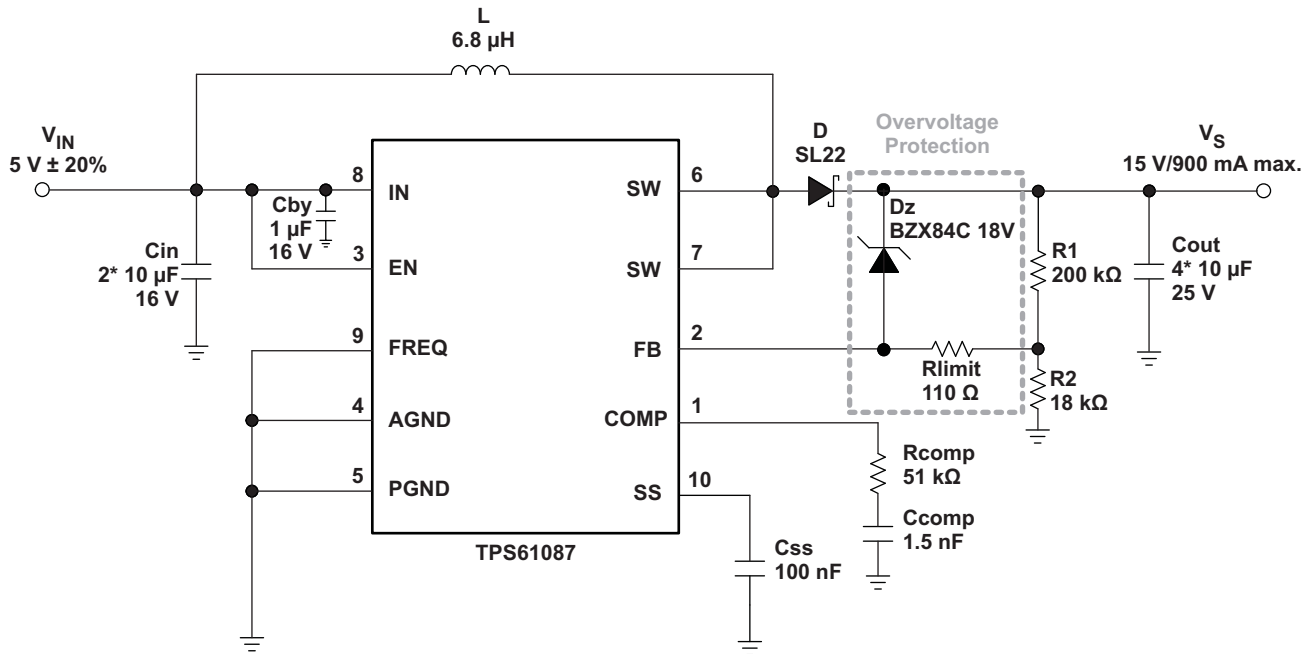 L
6.8 µH
VIN
5 V ± 20%
D
SL22
Overvoltage
Protection
VS
15 V/900 mA max.
8
IN
SW
6
Cby
1 µF
16 V
Dz
BZX84C 18V
Cin
2* 10 µF
16 V
3
EN
SW
7
R1
200 kΩ
Cout
4* 10 µF
25 V
9
FREQ
FB
2
Rlimit
110 Ω
R2
18 kΩ
4
AGND
COMP
1
Rcomp
51 kΩ
5
PGND
SS
10
Ccomp
1.5 nF
TPS61087
Css
100 nF